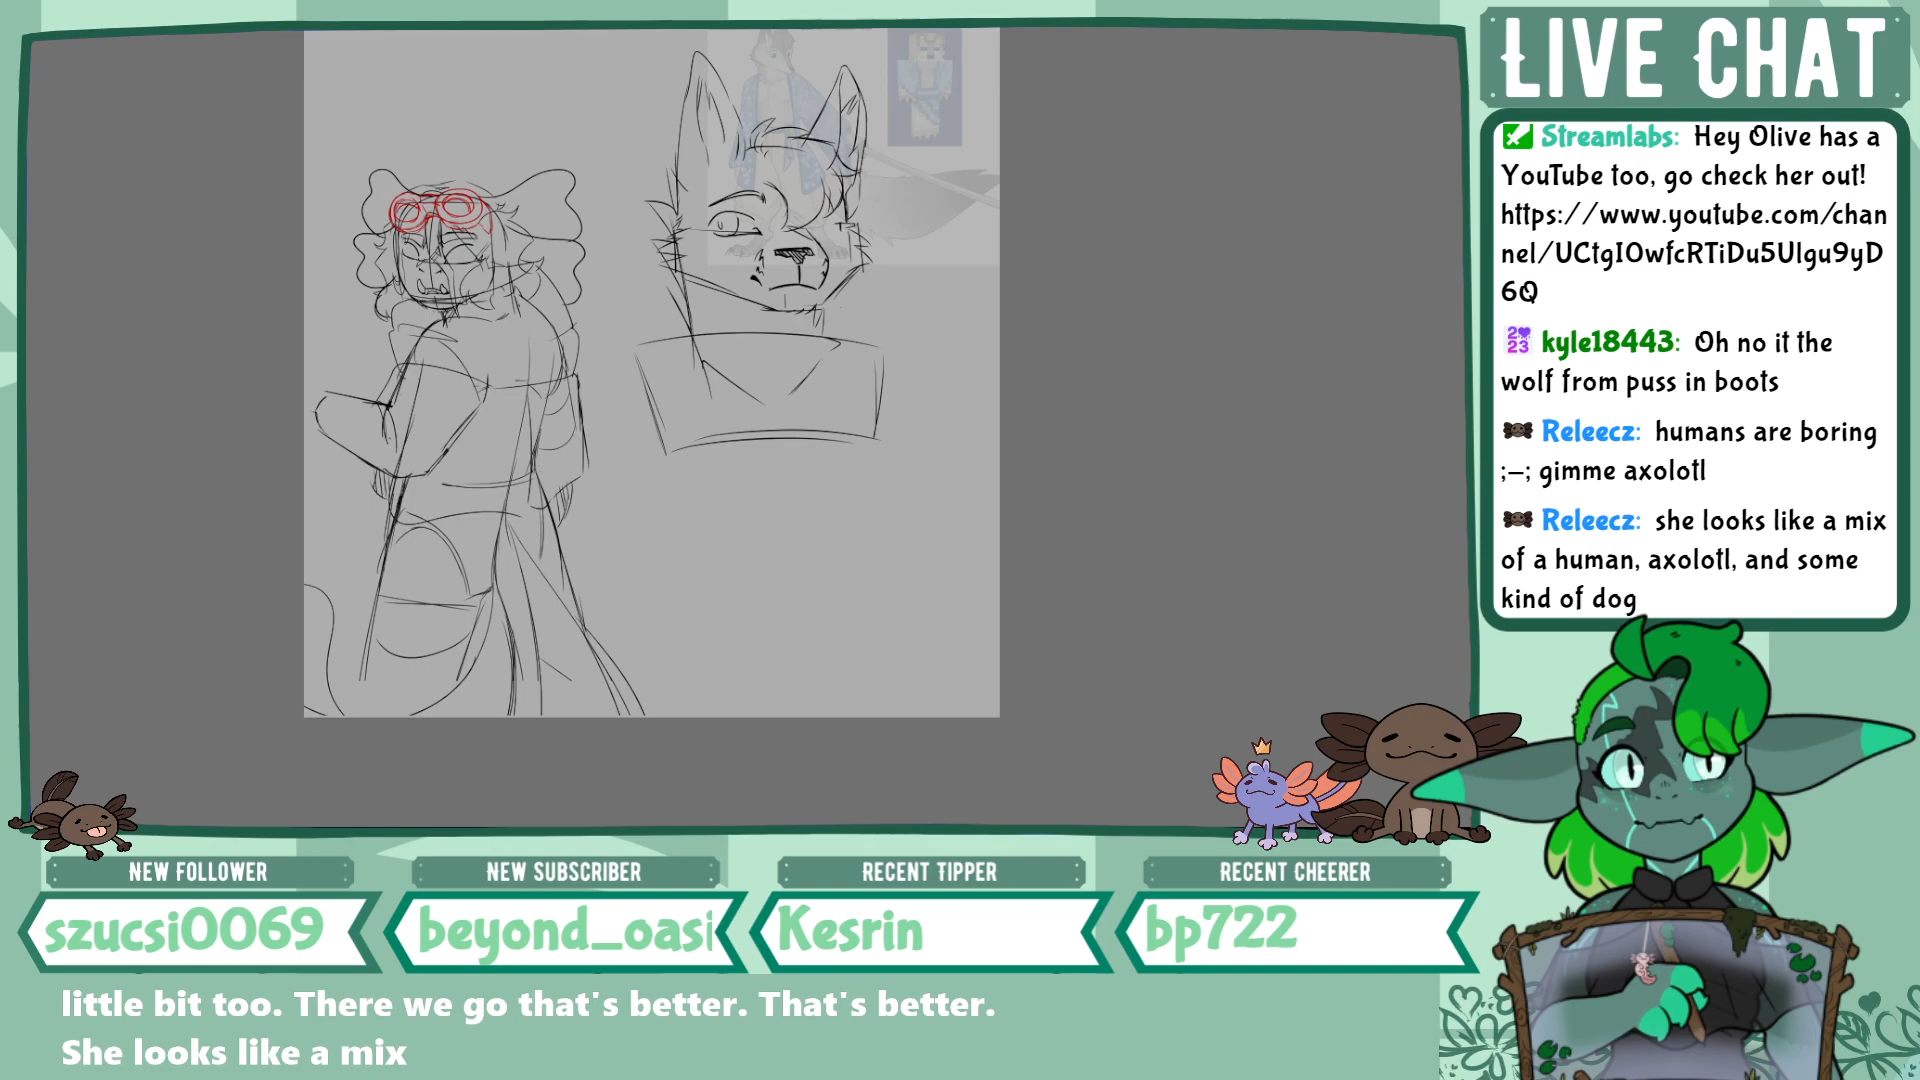 LIVE CHAT
Streamlabs: Hey Olive has a
YouTube too, go check her out!
https://www.youtube.com/chan
nel/UCtgIOwfcRTiDu5Ulgu9yD
6Q
kyle18443: Oh no it the
wolf from puss in boots
Releecz: humans are boring
;-; gimme axolotl
Releecz: she looks like a mix
of a human, axolotl, and some
kind of dog
NEW FOLLOWER
NEW SUBSCRIBER
RECENT TIPPER
RECENT CHEERER
szucsi0069
beyond_oasi
Kesrin
bp722
little bit too. There we go that's better. That's better.
She looks like a mix